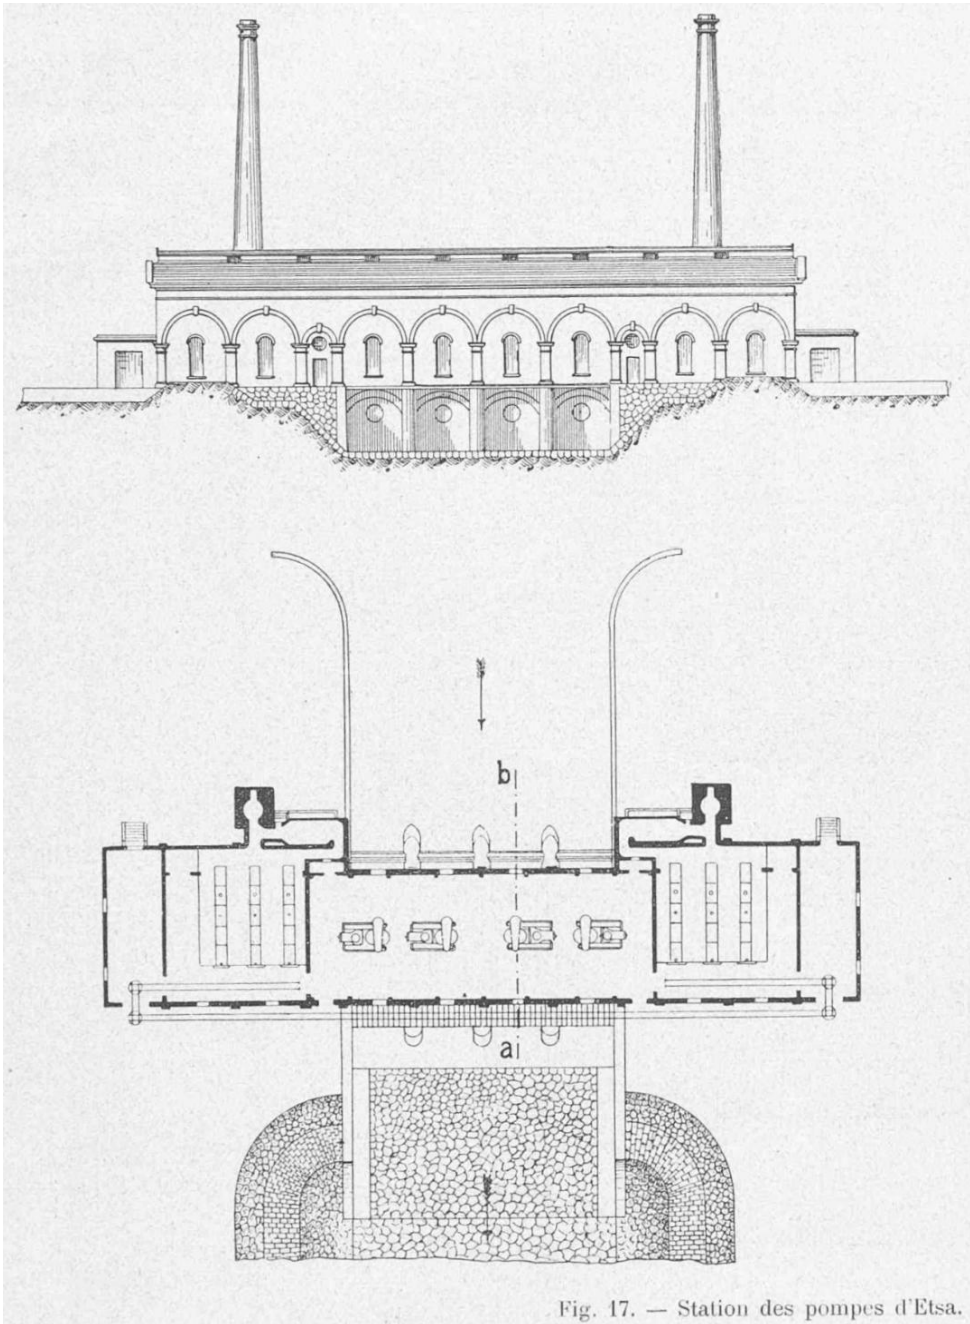 b
a
Fig. 17. — Station des pompes d'Etsa.